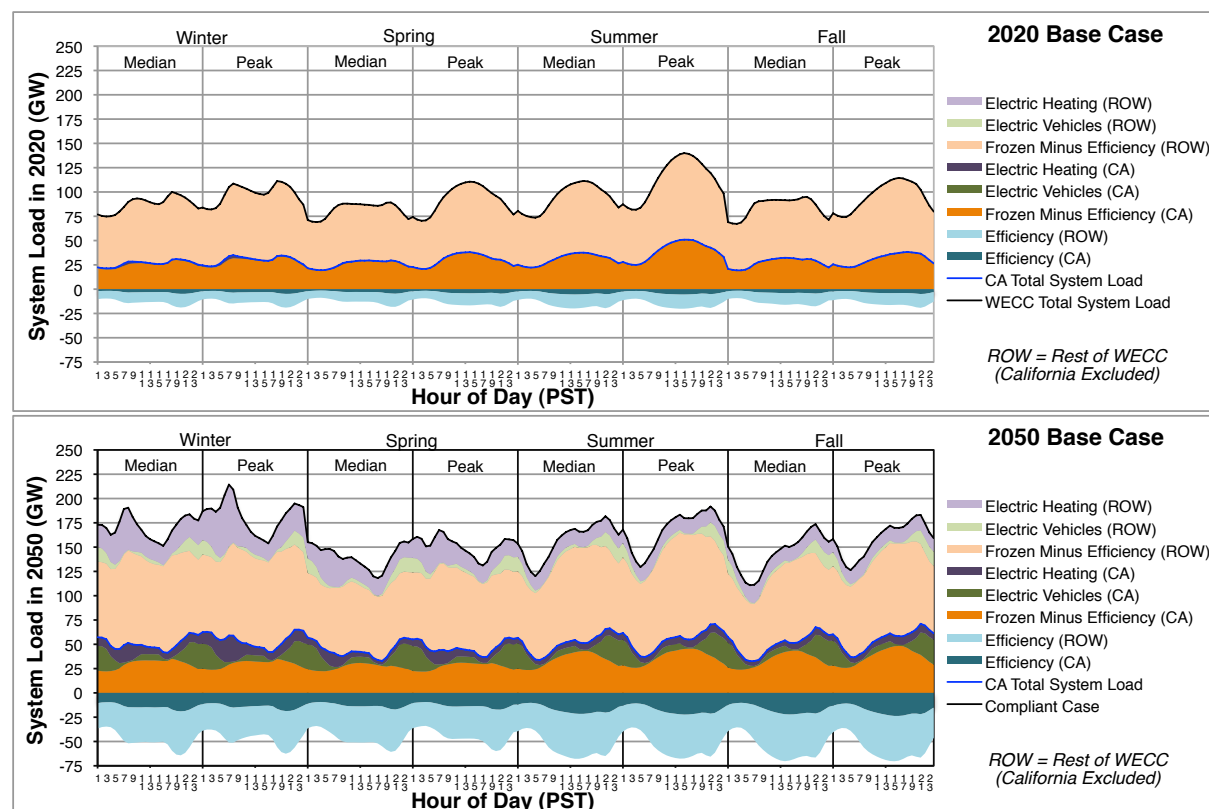 Winter Spring Summer Fall
Median Peak Median Peak Median Peak Median Peak
2020 Base Case
System Load in 2020 (GW)
250
225
200
175
150
125
100
75
50
25
0
-25
-50
-75
Electric Heating (ROW)
Electric Vehicles (ROW)
Frozen Minus Efficiency (ROW)
Electric Heating (CA)
Electric Vehicles (CA)
Frozen Minus Efficiency (CA)
Efficiency (ROW)
Efficiency (CA)
CA Total System Load
WECC Total System Load
ROW = Rest of WECC
(California Excluded)
Hour of Day (PST)
Winter Spring Summer Fall
Median Peak Median Peak Median Peak Median Peak
2050 Base Case
System Load in 2050 (GW)
250
225
200
175
150
125
100
75
50
25
0
-25
-50
-75
Electric Heating (ROW)
Electric Vehicles (ROW)
Frozen Minus Efficiency (ROW)
Electric Heating (CA)
Electric Vehicles (CA)
Frozen Minus Efficiency (CA)
Efficiency (ROW)
Efficiency (CA)
CA Total System Load
Compliant Case
ROW = Rest of WECC
(California Excluded)
Hour of Day (PST)